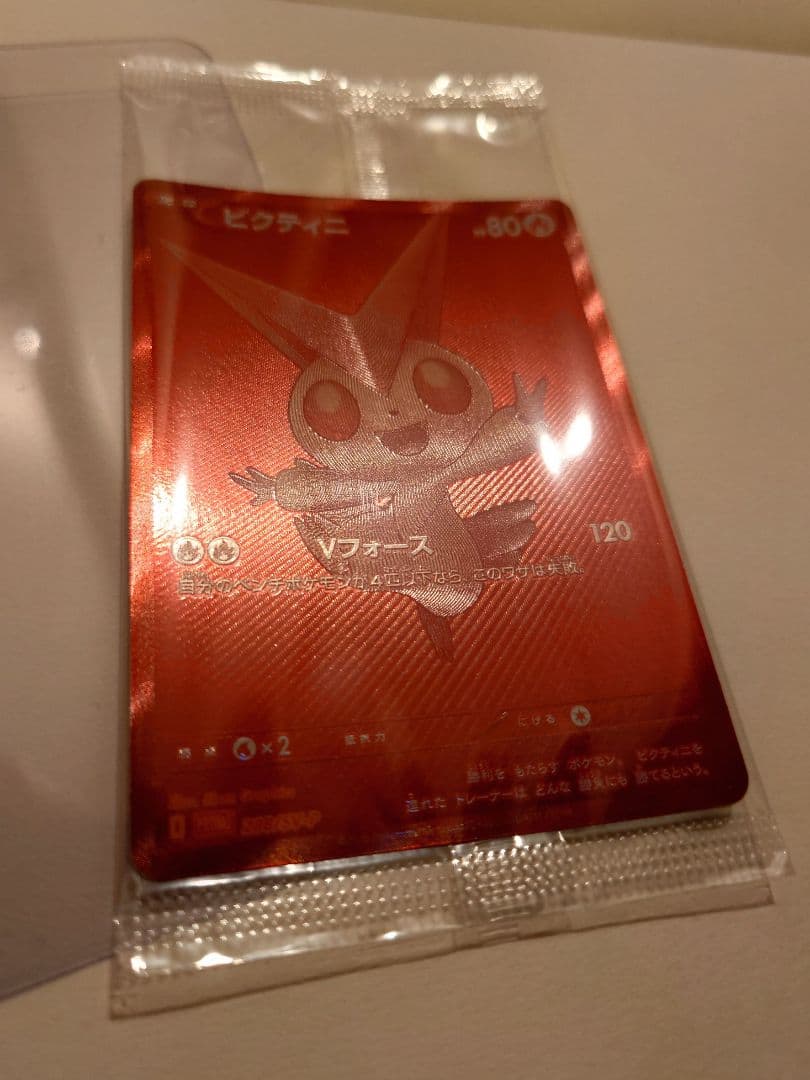 ビクティニ
80
Vフォース 120
自分のベンチポケモンが4匹以下なら、このワザは失敗。
×2 抵抗力 にげる
勝利を もたらす ポケモン。 ビクティニを
連れた トレーナーは どんな 勝負にも 勝てるという。